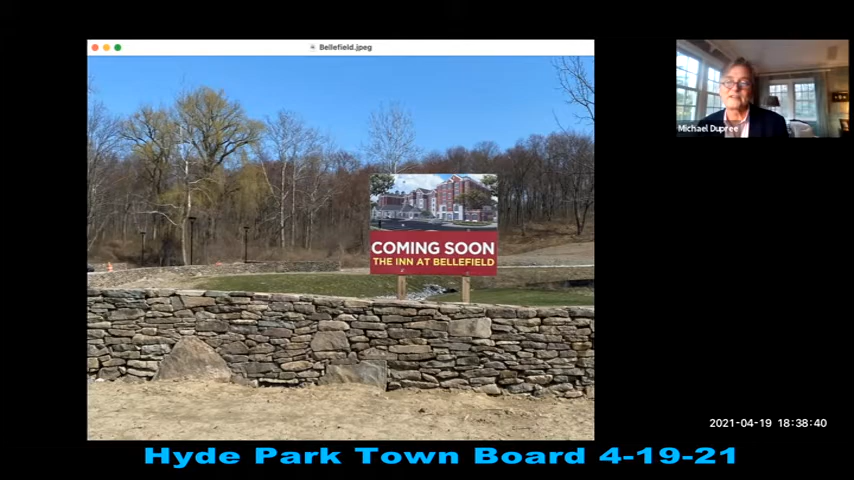 Bellefield.jpeg
Michael Dupree
COMING SOON
THE INN AT BELLEFIELD
2021-04-19 18:38:40
Hyde Park Town Board 4-19-21